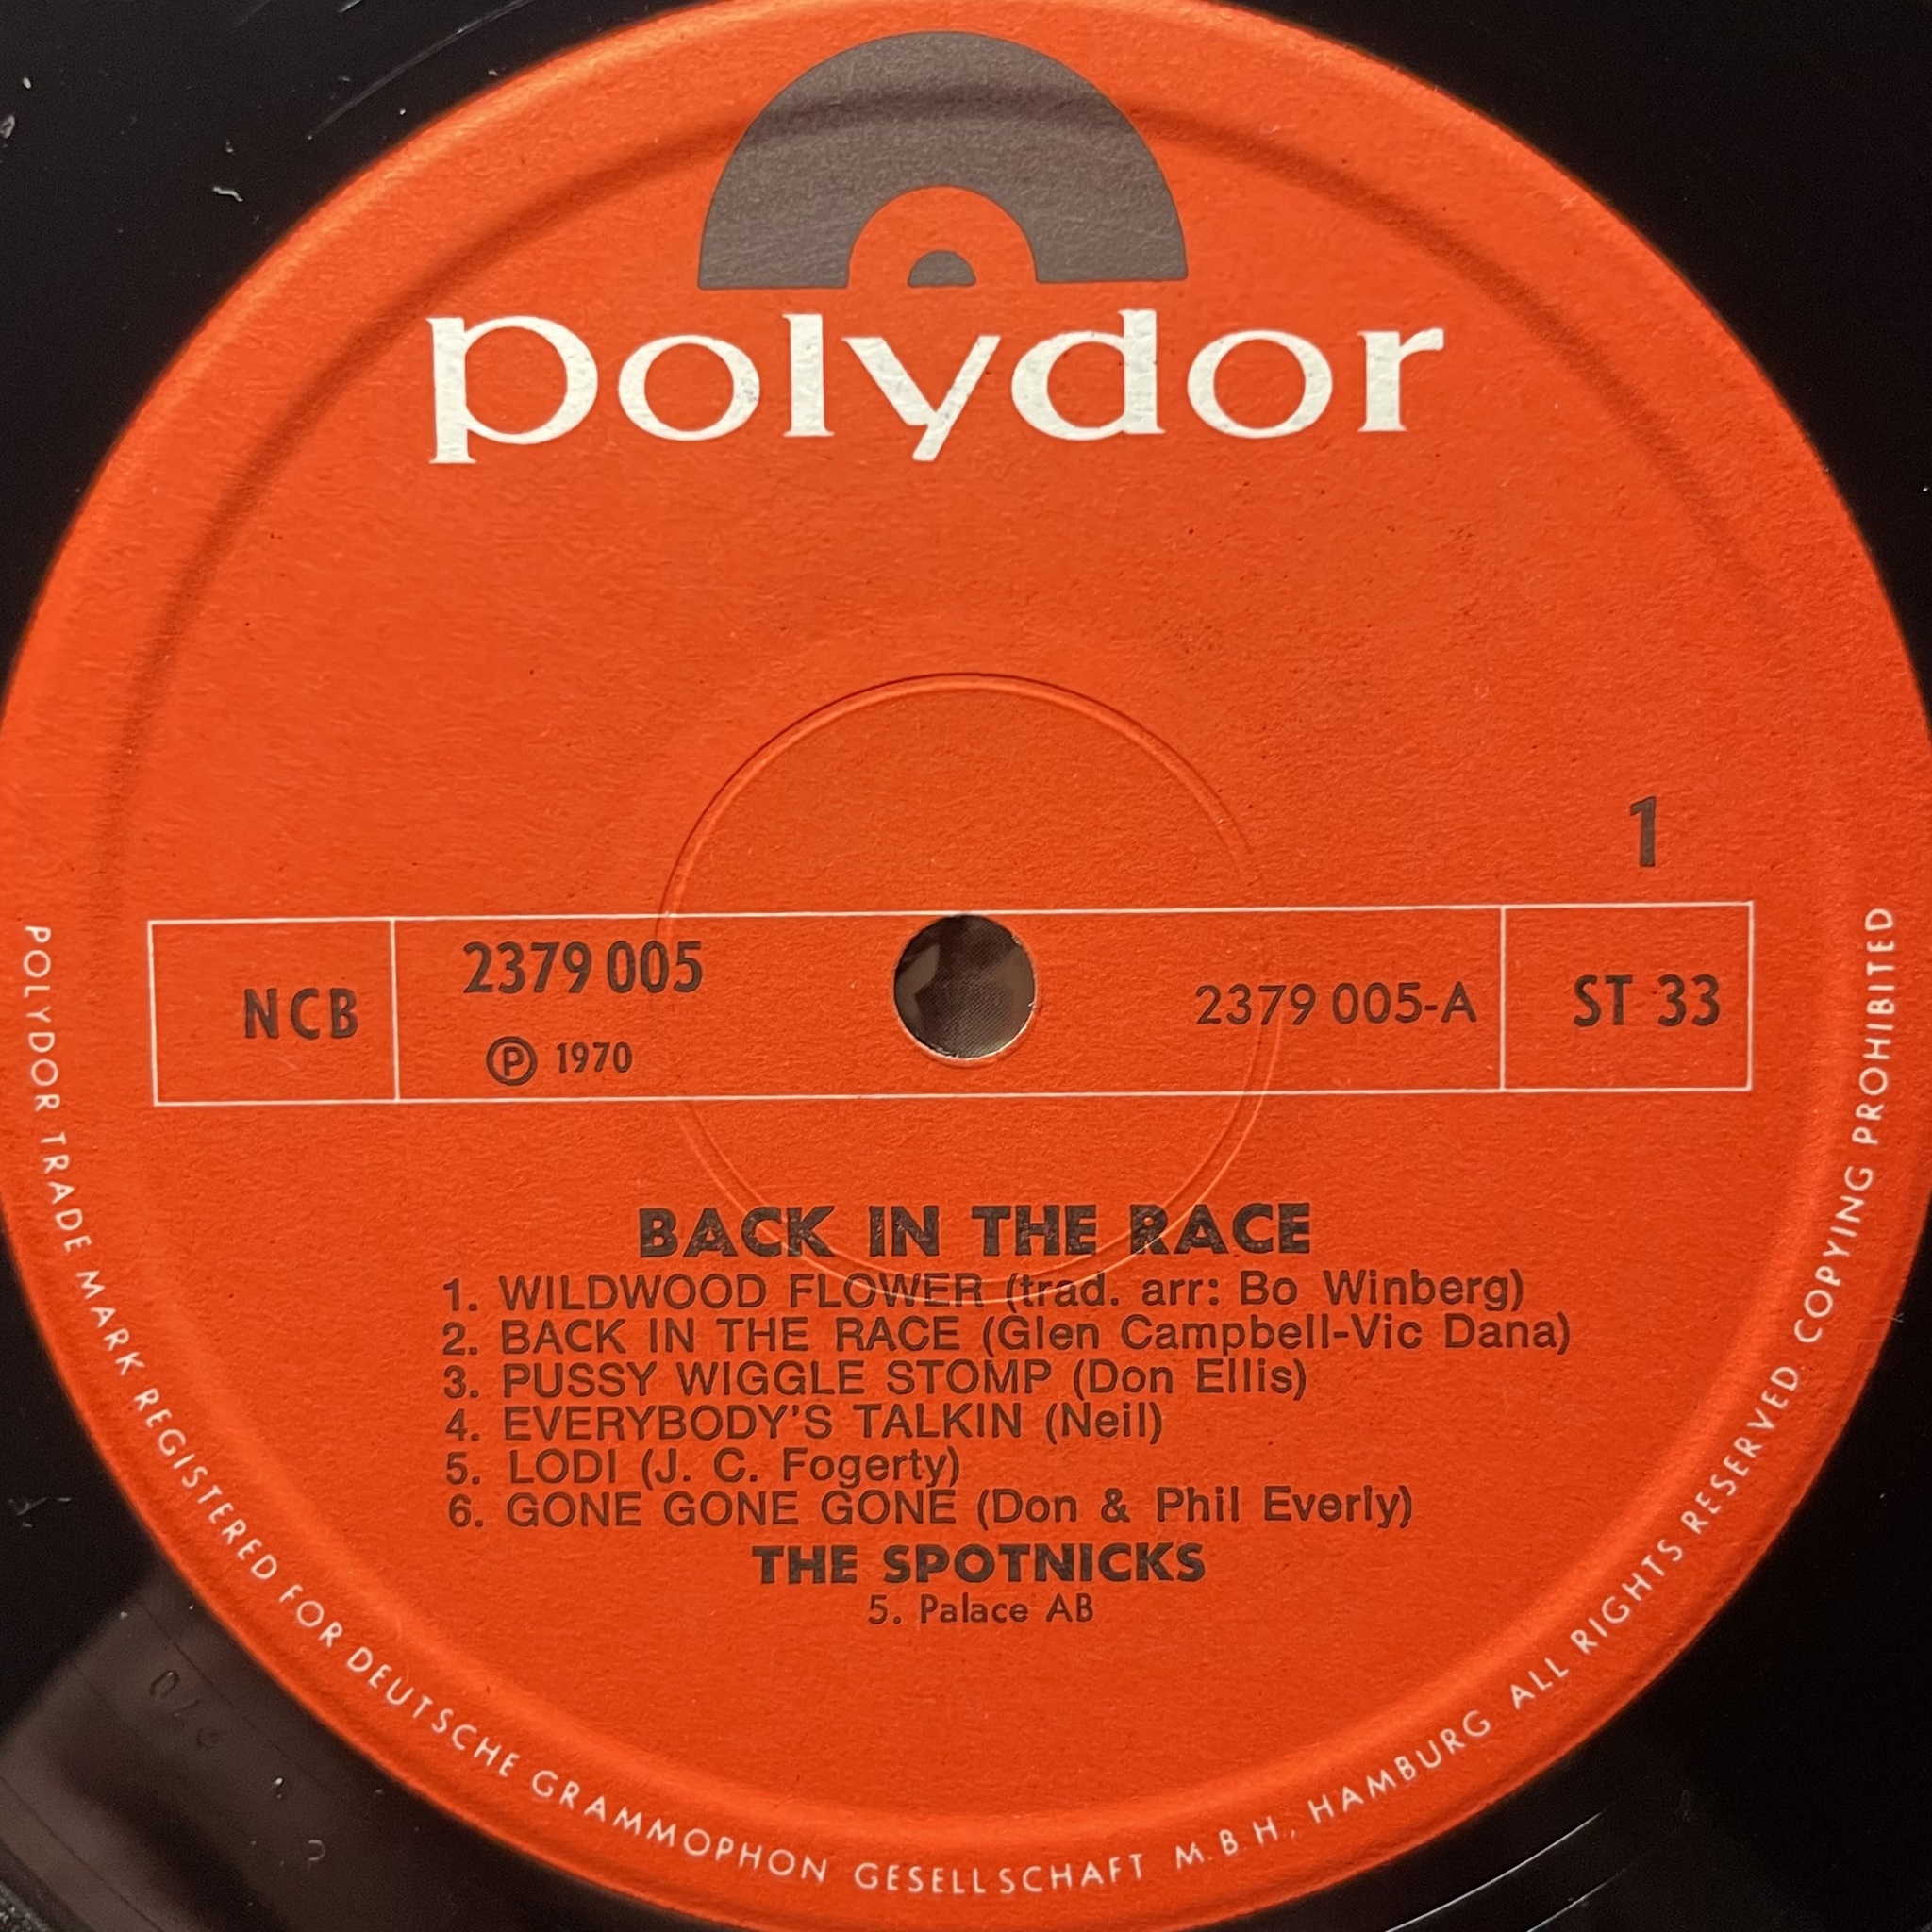 polydor
1
NCB
2379 005
℗ 1970
2379 005-A
ST 33
BACK IN THE RACE
1. WILDWOOD FLOWER (trad. arr: Bo Winberg)
2. BACK IN THE RACE (Glen Campbell-Vic Dana)
3. PUSSY WIGGLE STOMP (Don Ellis)
4. EVERYBODY'S TALKIN (Neil)
5. LODI (J. C. Fogerty)
6. GONE GONE GONE (Don & Phil Everly)
THE SPOTNICKS
5. Palace AB
POLYDOR TRADE MARK REGISTERED FOR DEUTSCHE GRAMMOPHON GESELLSCHAFT M.B H., HAMBURG ALL RIGHTS RESERVED. COPYING PROHIBITED